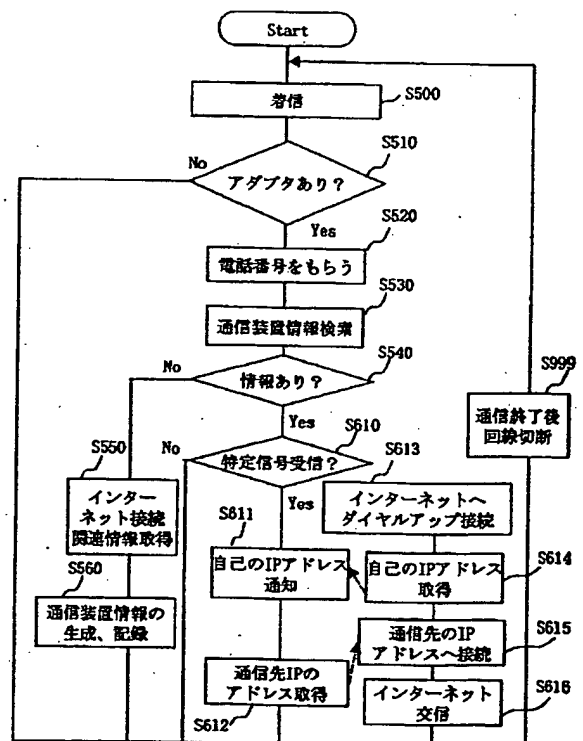 Start
着信
S500
S510
No
アダプタあり？
S520
Yes
電話番号をもらう
S530
通信装置情報検索
S540
No
情報あり？
S999
通信終了後
回線切断
Yes
S610
No
特定信号受信？
S613
S550
インター
ネット接続
関連情報取得
S611
Yes
インターネットへ
ダイヤルアップ接続
自己のIPアドレス
通知
自己のIPアドレス
取得
S614
S560
通信装置情報の
生成、記録
通信先のIP
アドレスへ接続
S615
通信先IPの
アドレス取得
S612
インターネット
交信
S616